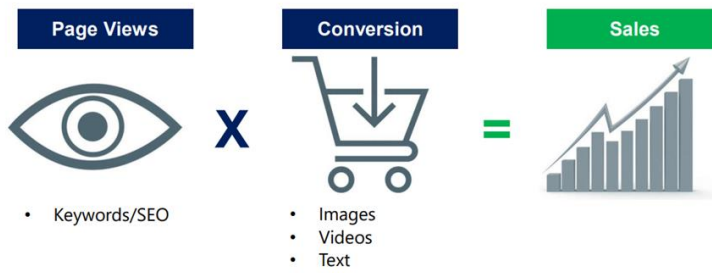 Page Views
Conversion
Sales
X
=
• Keywords/SEO
• Images
• Videos
• Text